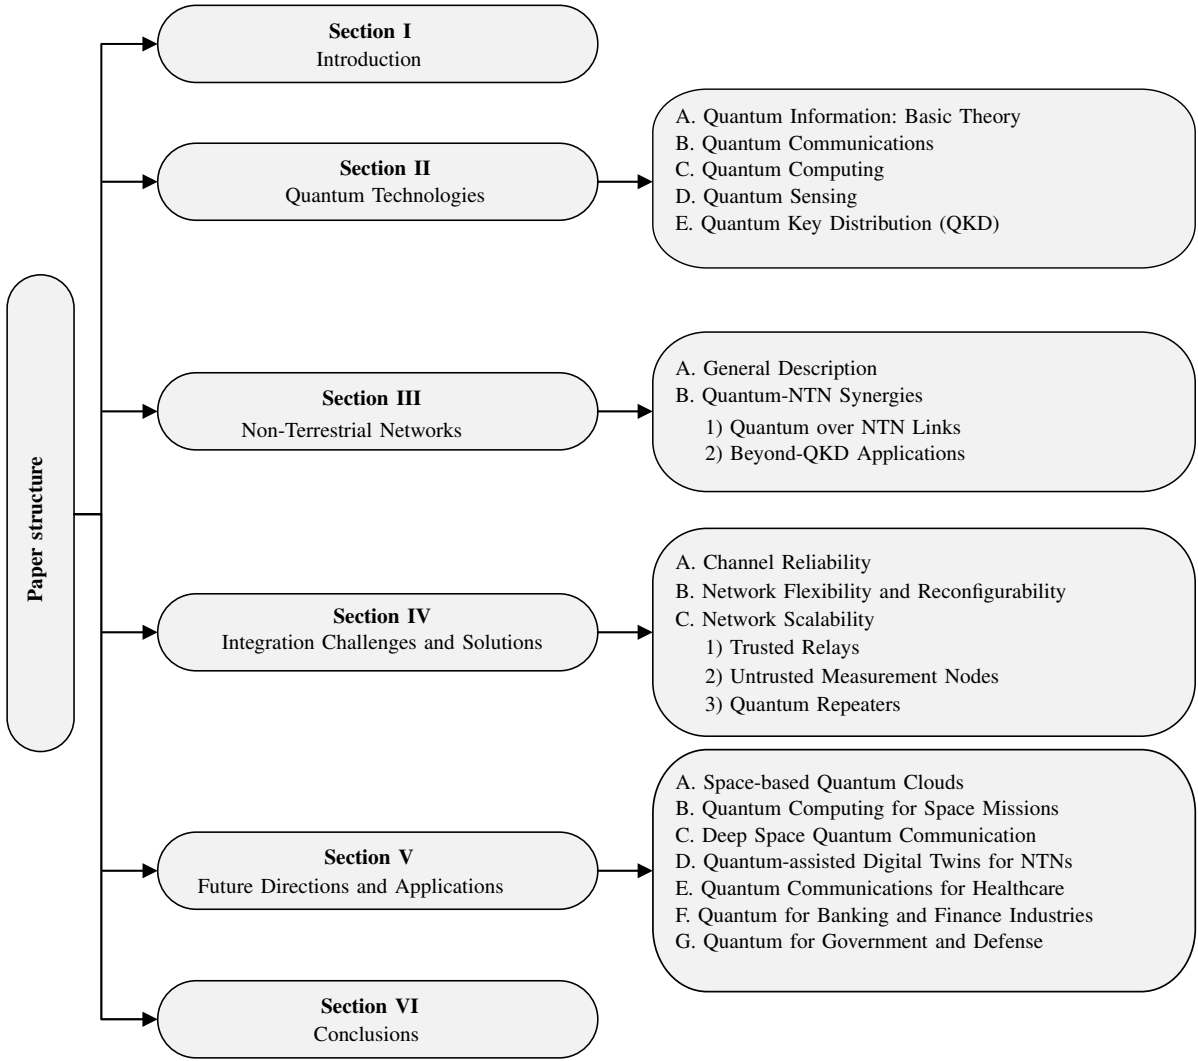 Paper structure
Section I
Introduction
Section II
Quantum Technologies
A. Quantum Information: Basic Theory
B. Quantum Communications
C. Quantum Computing
D. Quantum Sensing
E. Quantum Key Distribution (QKD)
Section III
Non-Terrestrial Networks
A. General Description
B. Quantum-NTN Synergies
1) Quantum over NTN Links
2) Beyond-QKD Applications
Section IV
Integration Challenges and Solutions
A. Channel Reliability
B. Network Flexibility and Reconfigurability
C. Network Scalability
1) Trusted Relays
2) Untrusted Measurement Nodes
3) Quantum Repeaters
Section V
Future Directions and Applications
A. Space-based Quantum Clouds
B. Quantum Computing for Space Missions
C. Deep Space Quantum Communication
D. Quantum-assisted Digital Twins for NTNs
E. Quantum Communications for Healthcare
F. Quantum for Banking and Finance Industries
G. Quantum for Government and Defense
Section VI
Conclusions